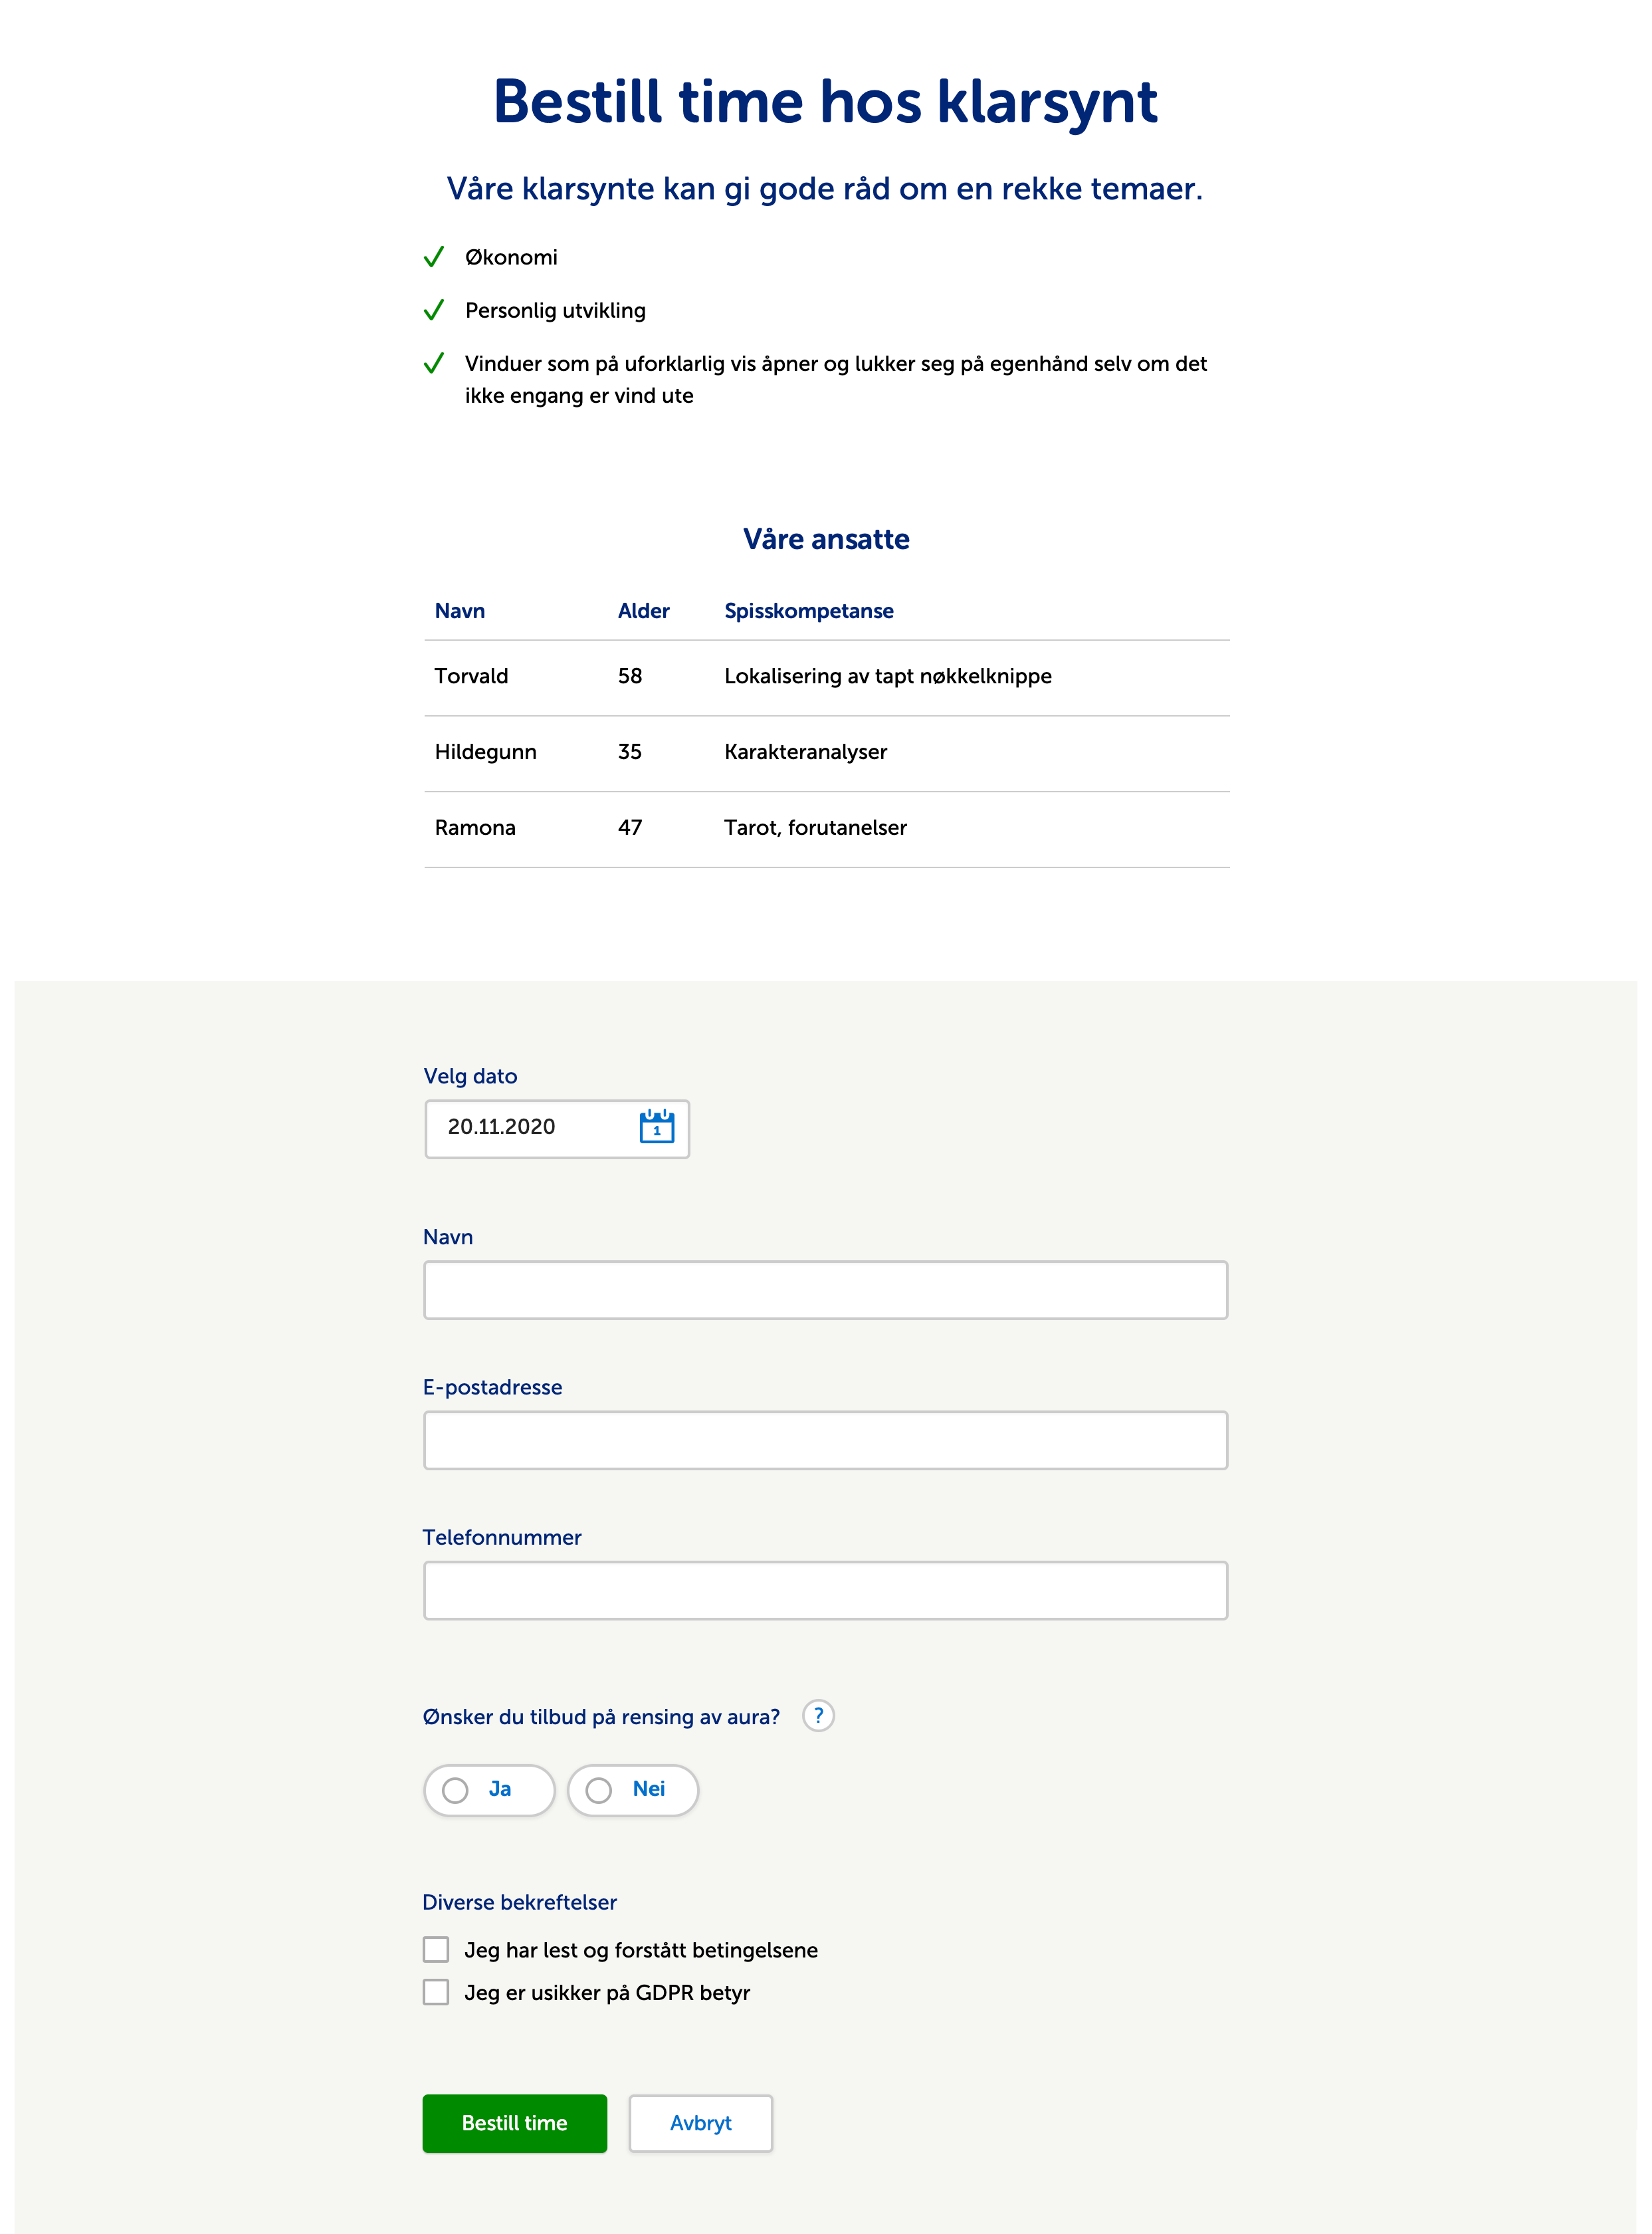 Bestill time hos klarsynt
Våre klarsynte kan gi gode råd om en rekke temaer.
Økonomi
Personlig utvikling
Vinduer som på uforklarlig vis åpner og lukker seg på egenhånd selv om det
ikke engang er vind ute
Våre ansatte
Navn Alder Spisskompetanse
Torvald 58 Lokalisering av tapt nøkkelknippe
Hildegunn 35 Karakteranalyser
Ramona 47 Tarot, forutanelser
Velg dato
20.11.2020 1
Navn
E-postadresse
Telefonnummer
Ønsker du tilbud på rensing av aura? ?
Ja Nei
Diverse bekreftelser
Jeg har lest og forstått betingelsene
Jeg er usikker på GDPR betyr
Bestill time Avbryt